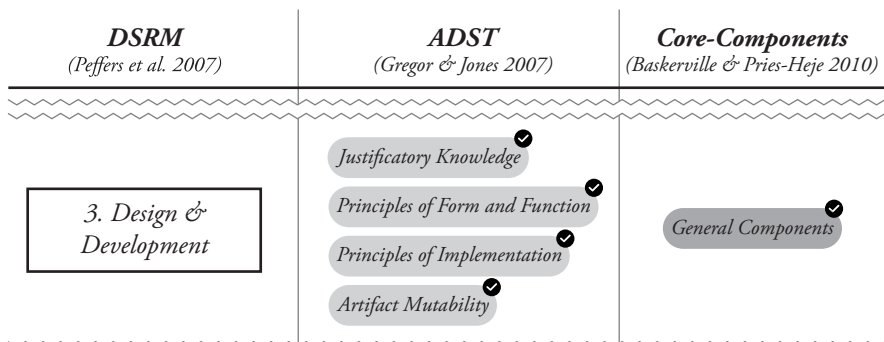 DSRM
(Peffers et al. 2007)
ADST
(Gregor & Jones 2007)
Core-Components
(Baskerville & Pries-Heje 2010)
3. Design &
Development
Justificatory Knowledge
Principles of Form and Function
Principles of Implementation
Artifact Mutability
General Components